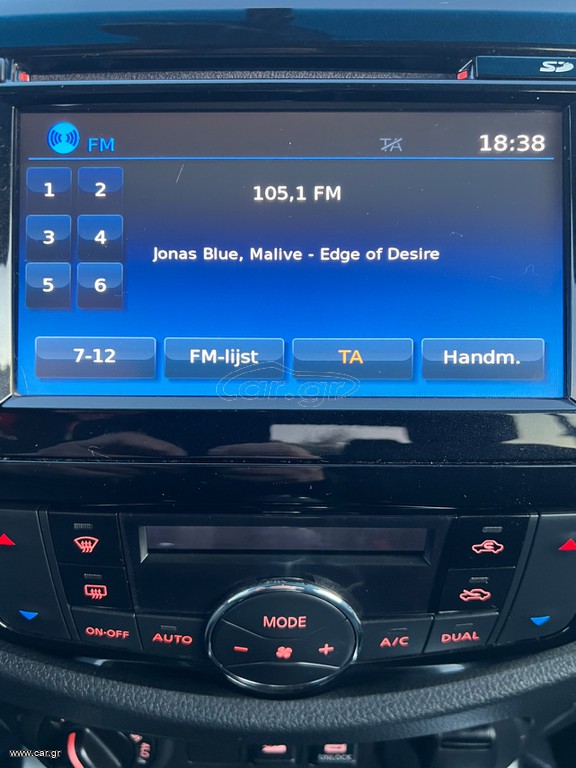 SD
FM TA 18:38
1 2
105,1 FM
3 4
Jonas Blue, Malive - Edge of Desire
5 6
7-12 FM-lijst TA Handm.
car.gr
MODE
ON·OFF AUTO - + A/C DUAL
www.car.gr
UNLOCK